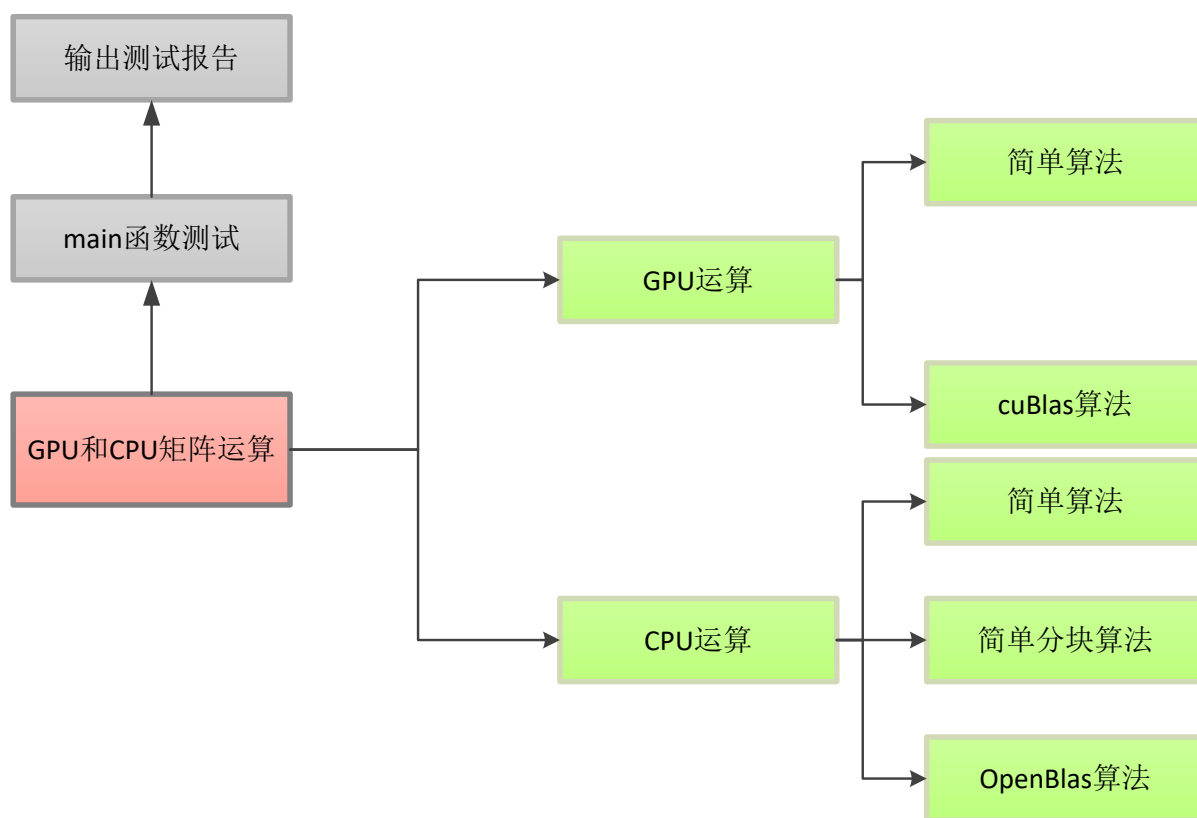 输出测试报告
main函数测试
GPU和CPU矩阵运算
GPU运算
CPU运算
简单算法
cuBlas算法
简单算法
简单分块算法
OpenBlas算法